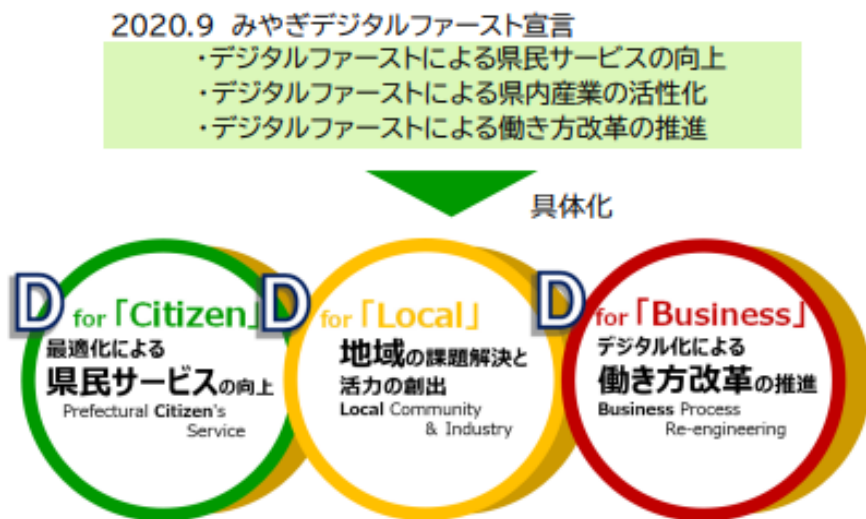 2020.9 みやぎデジタルファースト宣言
・デジタルファーストによる県民サービスの向上
・デジタルファーストによる県内産業の活性化
・デジタルファーストによる働き方改革の推進
具体化
D for「Citizen」
最適化による
県民サービスの向上
Prefectural Citizen's
Service
D for「Local」
地域の課題解決と
活力の創出
Local Community
& Industry
D for「Business」
デジタル化による
働き方改革の推進
Business Process
Re-engineering